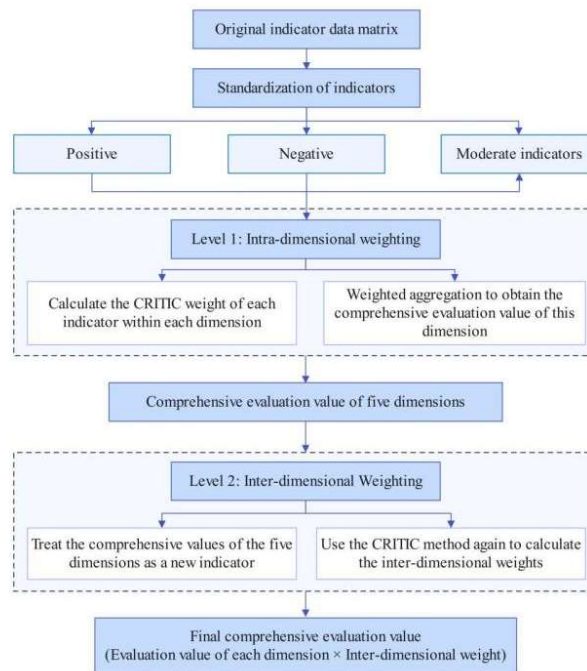 Original indicator data matrix
Standardization of indicators
Positive
Negative
Moderate indicators
Level 1: Intra-dimensional weighting
Calculate the CRITIC weight of each
indicator within each dimension
Weighted aggregation to obtain the
comprehensive evaluation value of this
dimension
Comprehensive evaluation value of five dimensions
Level 2: Inter-dimensional Weighting
Treat the comprehensive values of the five
dimensions as a new indicator
Use the CRITIC method again to calculate
the inter-dimensional weights
Final comprehensive evaluation value
(Evaluation value of each dimension × Inter-dimensional weight)